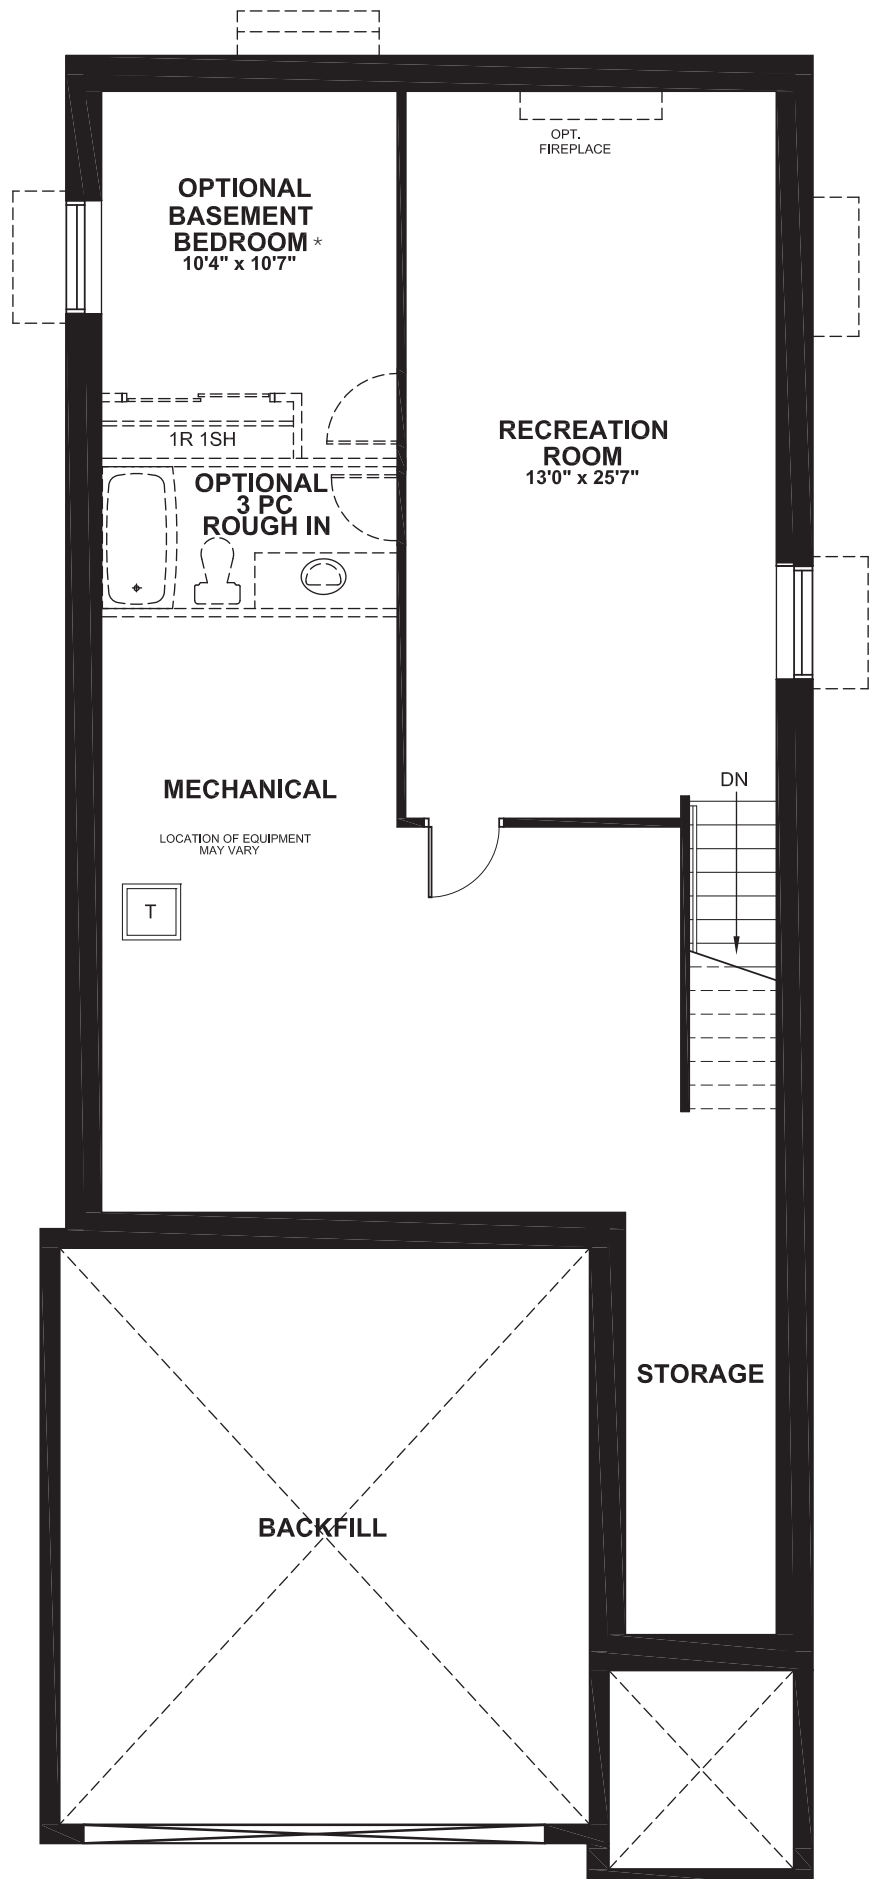 OPT.
FIREPLACE
OPTIONAL
BASEMENT
BEDROOM *
10'4" x 10'7"
1R 1SH
RECREATION
ROOM
13'0" x 25'7"
OPTIONAL
3 PC
ROUGH IN
MECHANICAL
LOCATION OF EQUIPMENT
MAY VARY
DN
T
STORAGE
BACKFILL